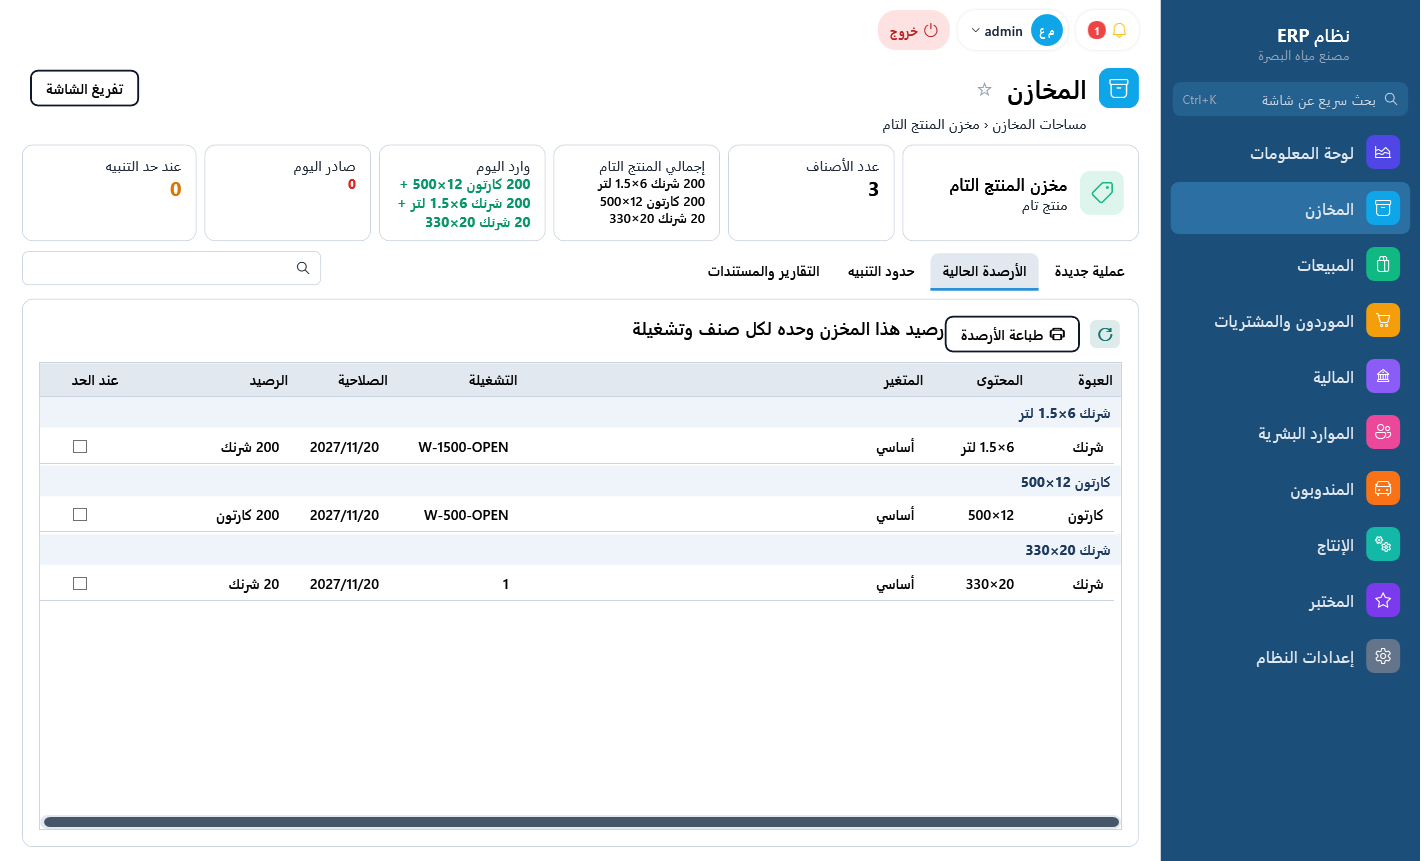 نظام ERP
مصنع مياه البصرة
بحث سريع عن شاشة Ctrl+K
لوحة المعلومات
المخازن
المبيعات
الموردون والمشتريات
المالية
الموارد البشرية
المندوبون
الإنتاج
المختبر
إعدادات النظام
1
م ع admin
خروج
المخازن
مساحات المخازن › مخزن المنتج التام
تفريغ الشاشة
مخزن المنتج التام
منتج تام
عدد الأصناف
3
إجمالي المنتج التام
200 شرنك 6×1.5 لتر
200 كارتون 12×500
20 شرنك 20×330
وارد اليوم
200 كارتون 12×500 +
200 شرنك 6×1.5 لتر +
20 شرنك 20×330
صادر اليوم
0
عند حد التنبيه
0
عملية جديدة
الأرصدة الحالية
حدود التنبيه
التقارير والمستندات
طباعة الأرصدة
رصيد هذا المخزن وحده لكل صنف وتشغيلة
العبوة المحتوى المتغير التشغيلة الصلاحية الرصيد عند الحد
شرنك 6×1.5 لتر
شرنك 6×1.5 لتر أساسي W-1500-OPEN 2027/11/20 200 شرنك
كارتون 12×500
كارتون 12×500 أساسي W-500-OPEN 2027/11/20 200 كارتون
شرنك 20×330
شرنك 20×330 أساسي 1 2027/11/20 20 شرنك